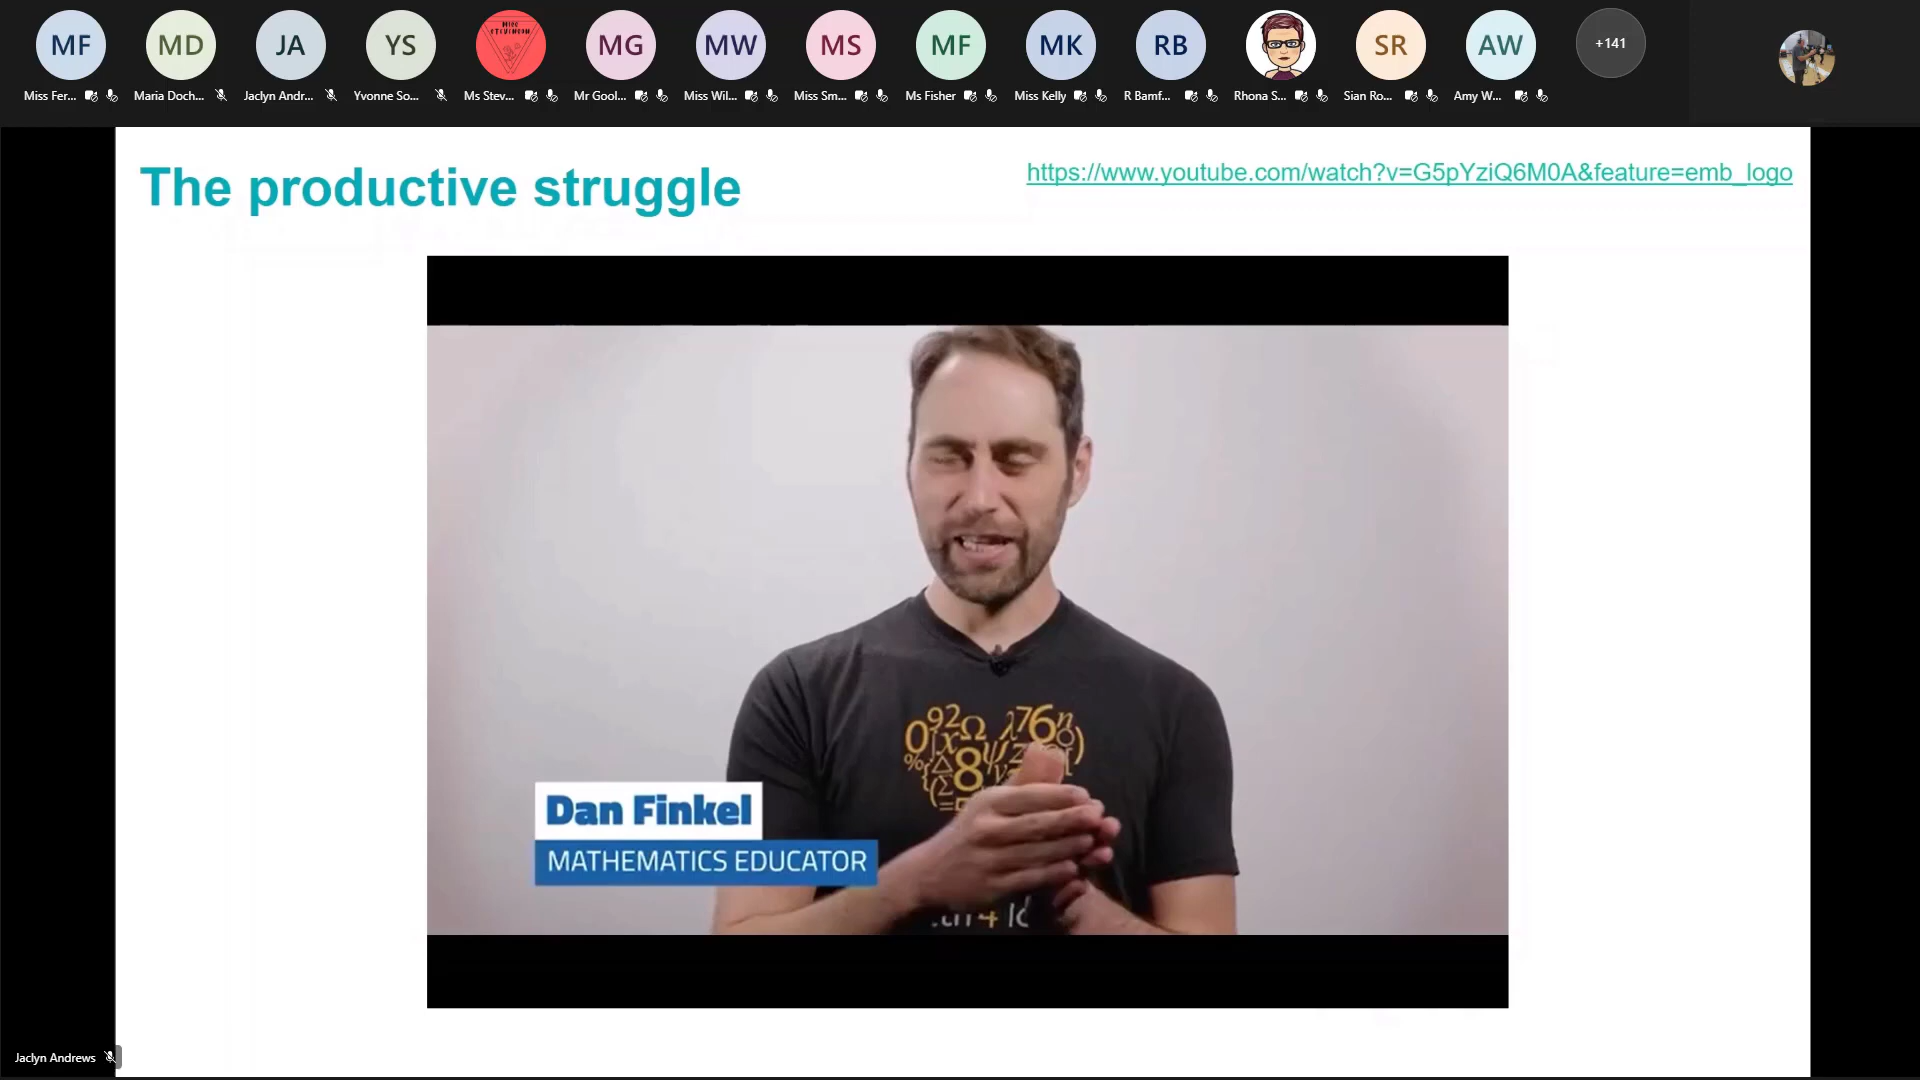 MF MD JA YS MISS STEVINSON MG MW MS MF MK RB SR AW +141
Miss Fer... Maria Doch... Jaclyn Andr... Yvonne So... Ms Stev... Mr Gool... Miss Wil... Miss Sm... Ms Fisher Miss Kelly R Bamf... Rhona S... Sian Ro... Amy W...
The productive struggle
https://www.youtube.com/watch?v=G5pYziQ6M0A&feature=emb_logo
Dan Finkel
MATHEMATICS EDUCATOR
Jaclyn Andrews